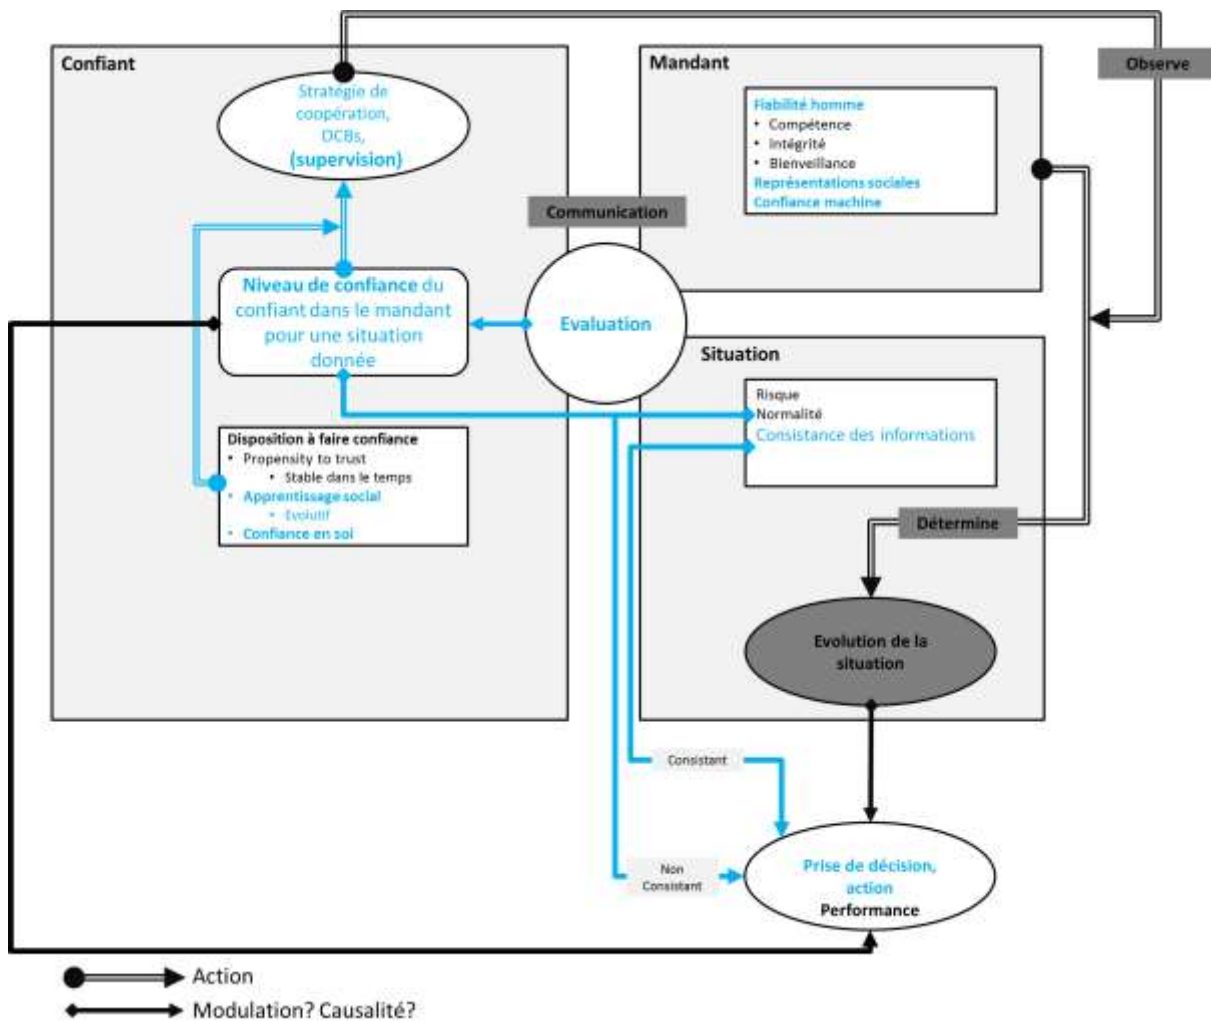 Confiant
Stratégie de
coopération,
OCBs,
(supervision)
Niveau de confiance du
confiant dans le mandant
pour une situation
donnée
Disposition à faire confiance
• Propensity to trust
• Stable dans le temps
• Apprentissage social
• Evolutif
• Confiance en soi
Communication
Evaluation
Mandant
Fiabilité homme
• Compétence
• Intégrité
• Bienveillance
Représentations sociales
Confiance machine
Observe
Situation
Risque
Normalité
Consistance des informations
Détermine
Evolution de la
situation
Consistant
Non
Consistant
Prise de décision,
action
Performance
Action
Modulation? Causalité?